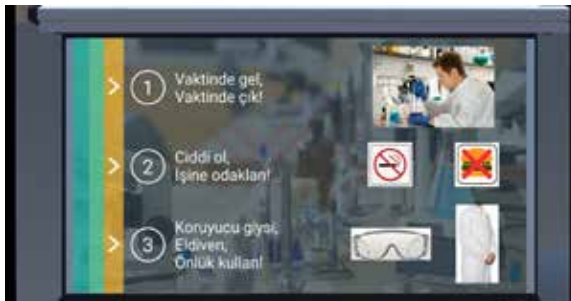 1
Vaktinde gel,
Vaktinde çık!
2
Ciddi ol,
İşine odaklan!
3
Koruyucu giysi,
Eldiven,
Önlük kullan!